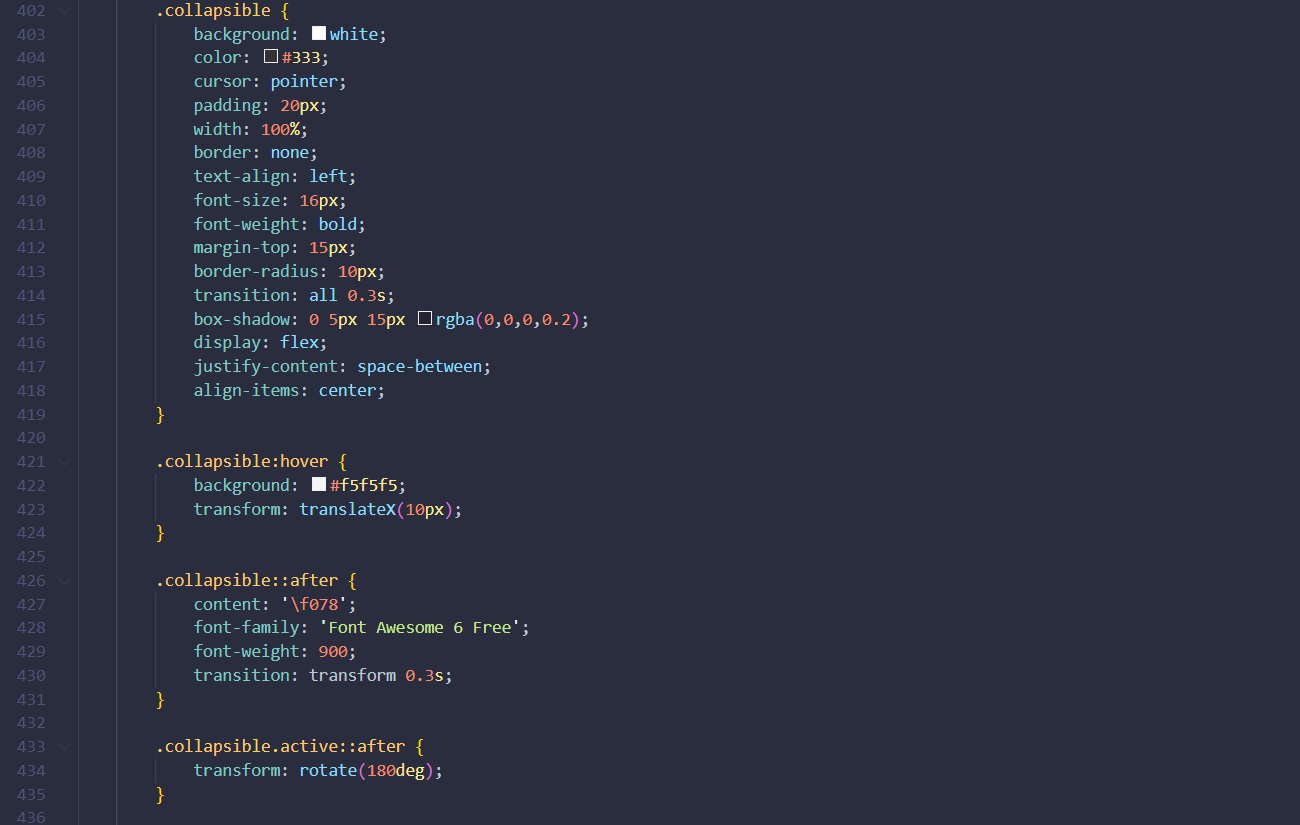 402 .collapsible {
403 background: white;
404 color: #333;
405 cursor: pointer;
406 padding: 20px;
407 width: 100%;
408 border: none;
409 text-align: left;
410 font-size: 16px;
411 font-weight: bold;
412 margin-top: 15px;
413 border-radius: 10px;
414 transition: all 0.3s;
415 box-shadow: 0 5px 15px rgba(0,0,0,0.2);
416 display: flex;
417 justify-content: space-between;
418 align-items: center;
419 }
420
421 .collapsible:hover {
422 background: #f5f5f5;
423 transform: translateX(10px);
424 }
425
426 .collapsible::after {
427 content: '\f078';
428 font-family: 'Font Awesome 6 Free';
429 font-weight: 900;
430 transition: transform 0.3s;
431 }
432
433 .collapsible.active::after {
434 transform: rotate(180deg);
435 }
436